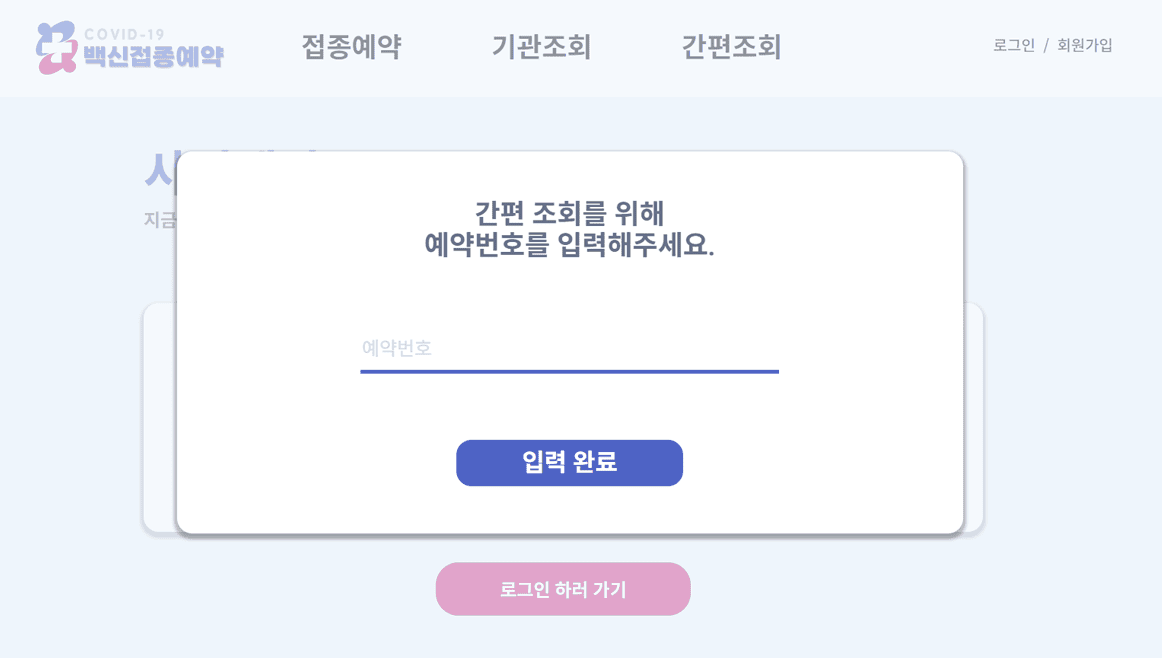 COVID-19
백신접종예약
접종예약
기관조회
간편조회
로그인 / 회원가입
지금
간편 조회를 위해
예약번호를 입력해주세요.
예약번호
입력 완료
로그인 하러 가기